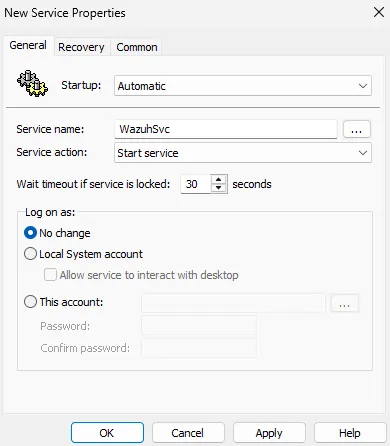 New Service Properties
General Recovery Common
Startup: Automatic
Service name: WazuhSvc ...
Service action: Start service
Wait timeout if service is locked: 30 seconds
Log on as:
No change
Local System account
Allow service to interact with desktop
This account: ...
Password:
Confirm password:
OK Cancel Apply Help